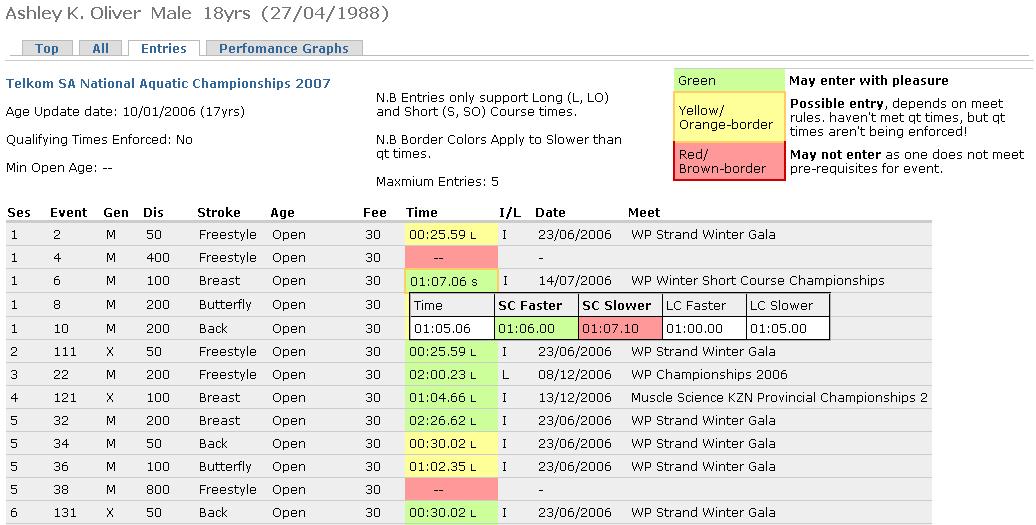 Ashley K. Oliver Male 18yrs (27/04/1988)
Top All Entries Perfomance Graphs
Telkom SA National Aquatic Championships 2007
Age Update date: 10/01/2006 (17yrs)
Qualifying Times Enforced: No
Min Open Age: --
N.B Entries only support Long (L, LO)
and Short (S, SO) Course times.
N.B Border Colors Apply to Slower than
qt times.
Maxmium Entries: 5
Green May enter with pleasure
Yellow/
Orange-border
Possible entry, depends on meet
rules. haven't met qt times, but qt
times aren't being enforced!
Red/
Brown-border
May not enter as one does not meet
pre-requisites for event.
Ses Event Gen Dis Stroke Age Fee Time I/L Date Meet
1 2 M 50 Freestyle Open 30 00:25.59 L I 23/06/2006 WP Strand Winter Gala
1 4 M 400 Freestyle Open 30 -- -
1 6 M 100 Breast Open 30 01:07.06 S I 14/07/2006 WP Winter Short Course Championships
1 8 M 200 Butterfly Open 30
Time SC Faster SC Slower LC Faster LC Slower
1 10 M 200 Back Open 30
01:05.06 01:06.00 01:07.10 01:00.00 01:05.00
2 111 X 50 Freestyle Open 30 00:25.59 L I 23/06/2006 WP Strand Winter Gala
3 22 M 200 Freestyle Open 30 02:00.23 L L 08/12/2006 WP Championships 2006
4 121 X 100 Breast Open 30 01:04.66 L I 13/12/2006 Muscle Science KZN Provincial Championships 2
5 32 M 200 Breast Open 30 02:26.62 L I 23/06/2006 WP Strand Winter Gala
5 34 M 50 Back Open 30 00:30.02 L I 23/06/2006 WP Strand Winter Gala
5 36 M 100 Butterfly Open 30 01:02.35 L I 23/06/2006 WP Strand Winter Gala
5 38 M 800 Freestyle Open 30 -- -
6 131 X 50 Back Open 30 00:30.02 L I 23/06/2006 WP Strand Winter Gala